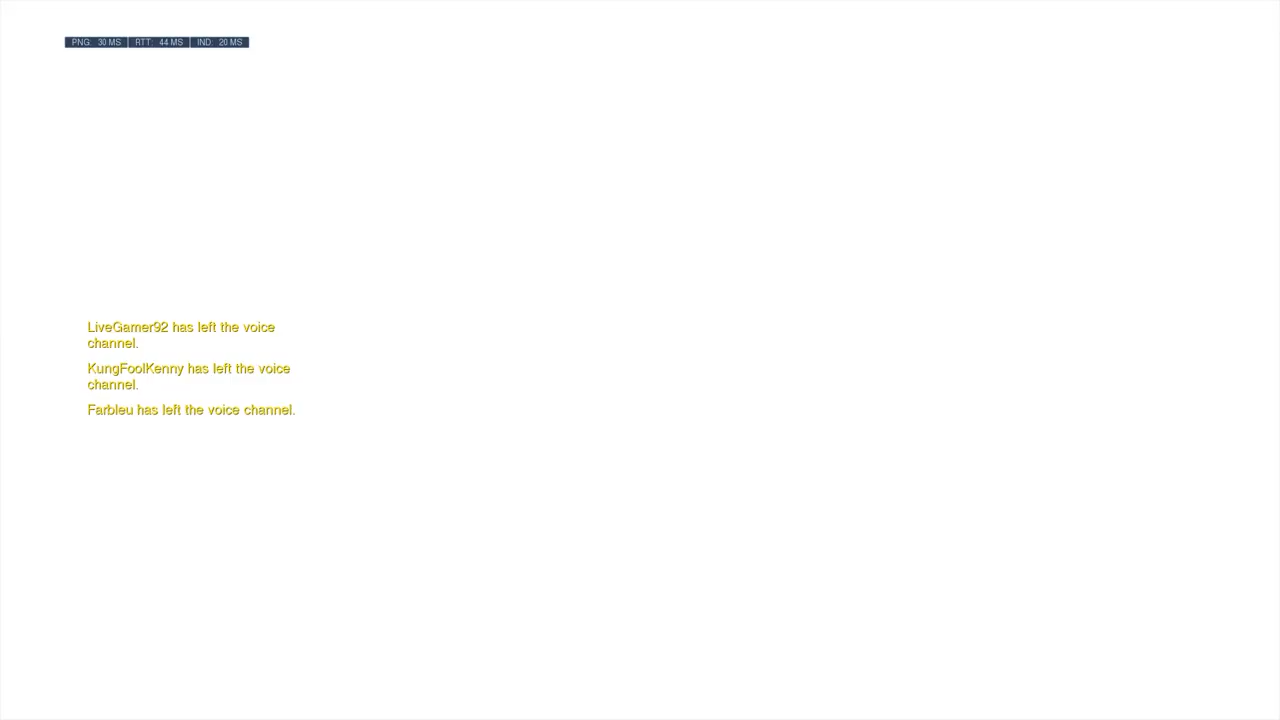 PNG: 30 MS | RTT: 44 MS | IND: 20 MS
LiveGamer92 has left the voice
channel.
KungFoolKenny has left the voice
channel.
Farbleu has left the voice channel.